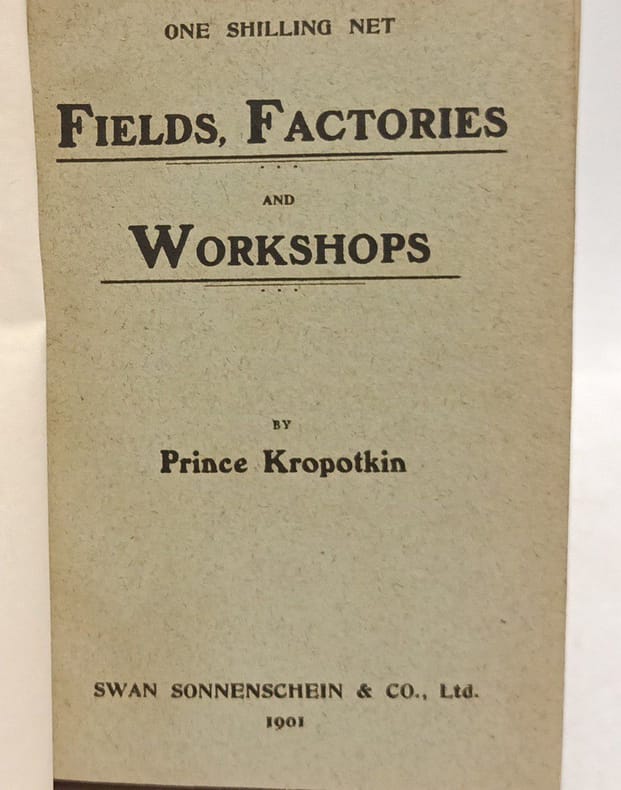 ONE SHILLING NET
FIELDS, FACTORIES
AND
WORKSHOPS
BY
Prince Kropotkin
SWAN SONNENSCHEIN & CO., Ltd.
1901